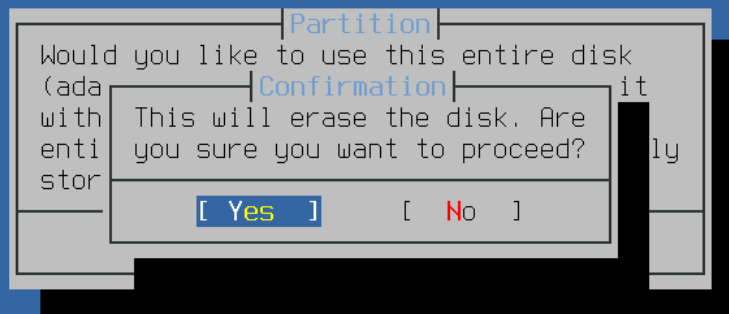 Partition
Would you like to use this entire disk
(ada it
Confirmation
with
This will erase the disk. Are
enti ly
you sure you want to proceed?
stor
[ Yes ] [ No ]